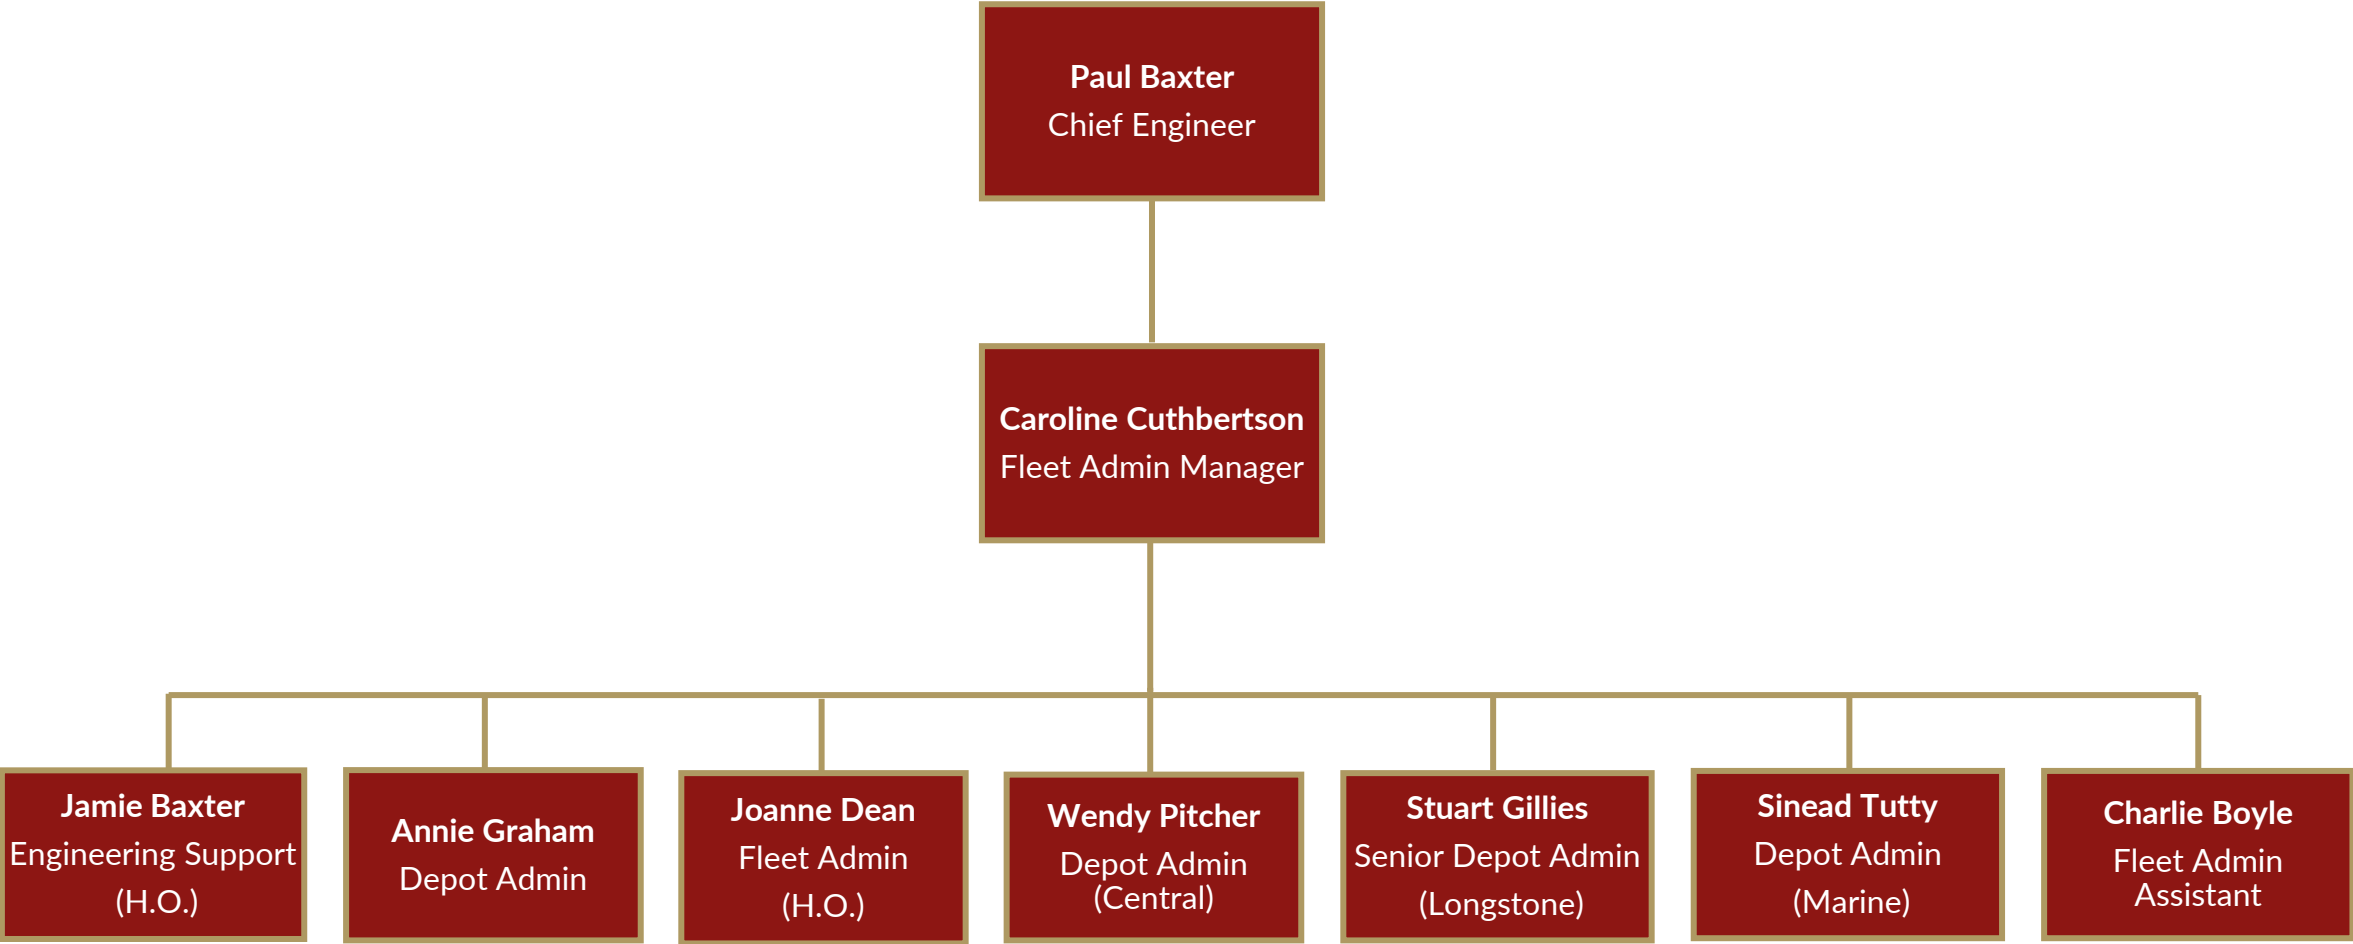 Paul Baxter
Chief Engineer
Caroline Cuthbertson
Fleet Admin Manager
Jamie Baxter
Engineering Support
(H.O.)
Annie Graham
Depot Admin
Joanne Dean
Fleet Admin
(H.O.)
Wendy Pitcher
Depot Admin
(Central)
Stuart Gillies
Senior Depot Admin
(Longstone)
Sinead Tutty
Depot Admin
(Marine)
Charlie Boyle
Fleet Admin
Assistant